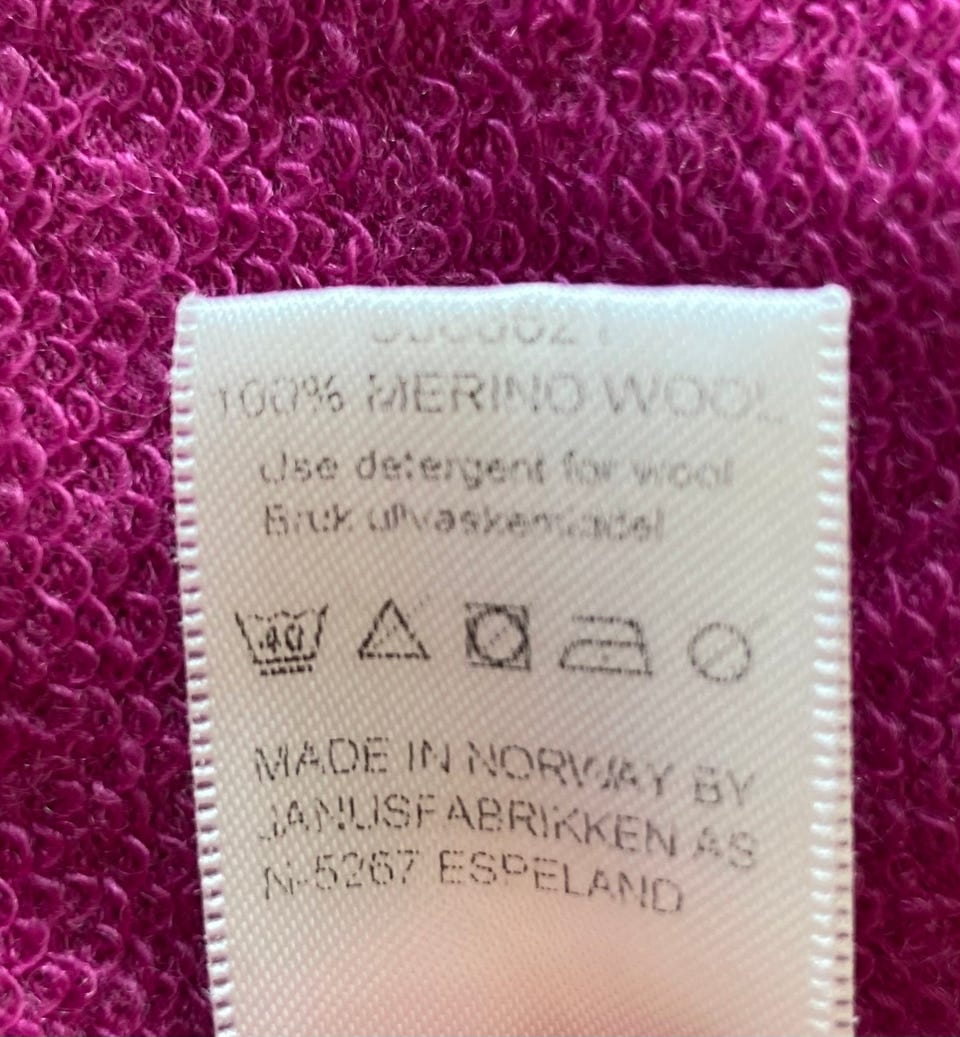 100% MERINO WOOL
Use detergent for wool
Bruk ullvaskemiddel
40
MADE IN NORWAY BY
JANUSFABRIKKEN AS
N-5267 ESPELAND